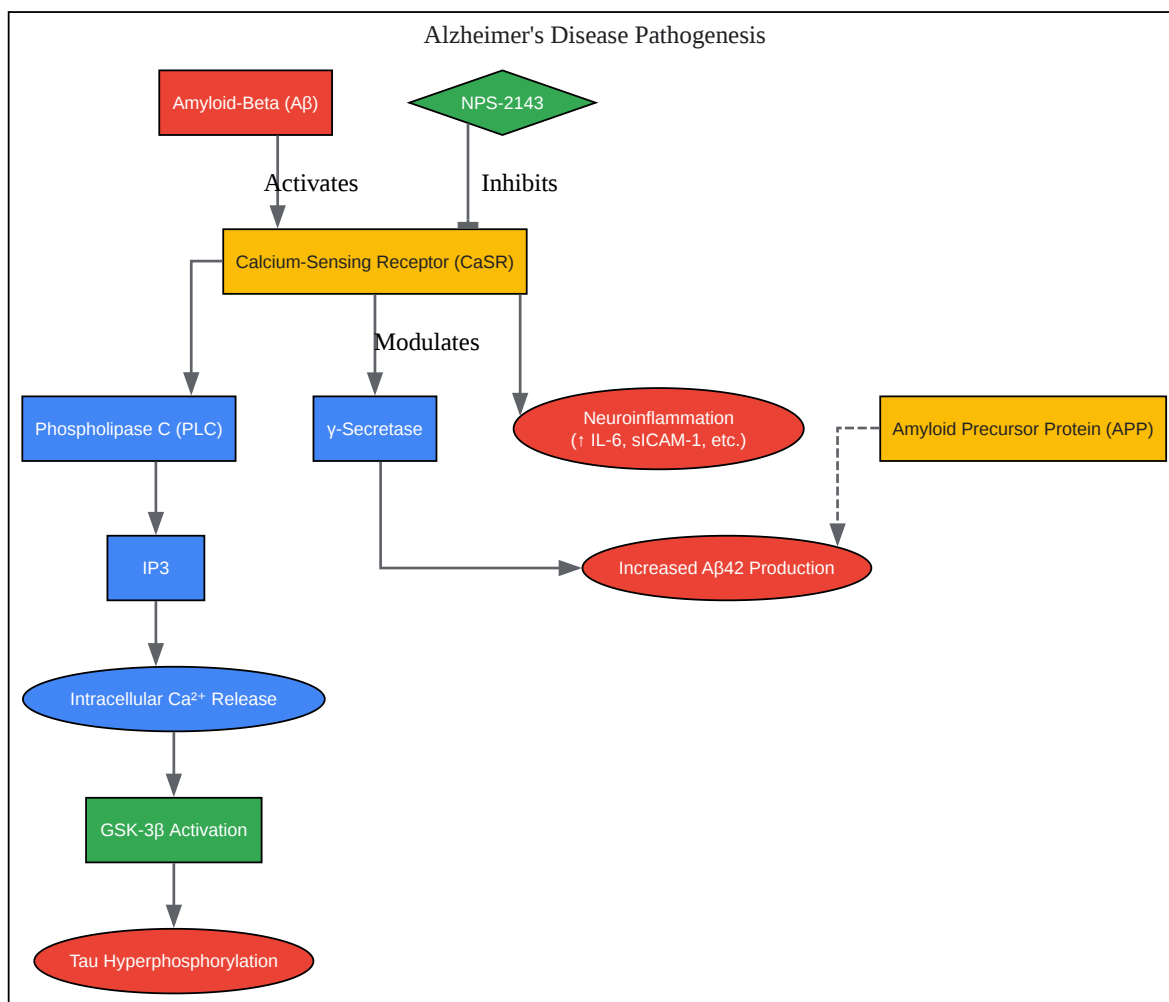 Alzheimer's Disease Pathogenesis
Amyloid-Beta (Aβ)
NPS-2143
Activates
Inhibits
Calcium-Sensing Receptor (CaSR)
Modulates
Phospholipase C (PLC)
γ-Secretase
Neuroinflammation
(↑ IL-6, sICAM-1, etc.)
Amyloid Precursor Protein (APP)
IP3
Increased Aβ42 Production
Intracellular Ca²⁺ Release
GSK-3β Activation
Tau Hyperphosphorylation